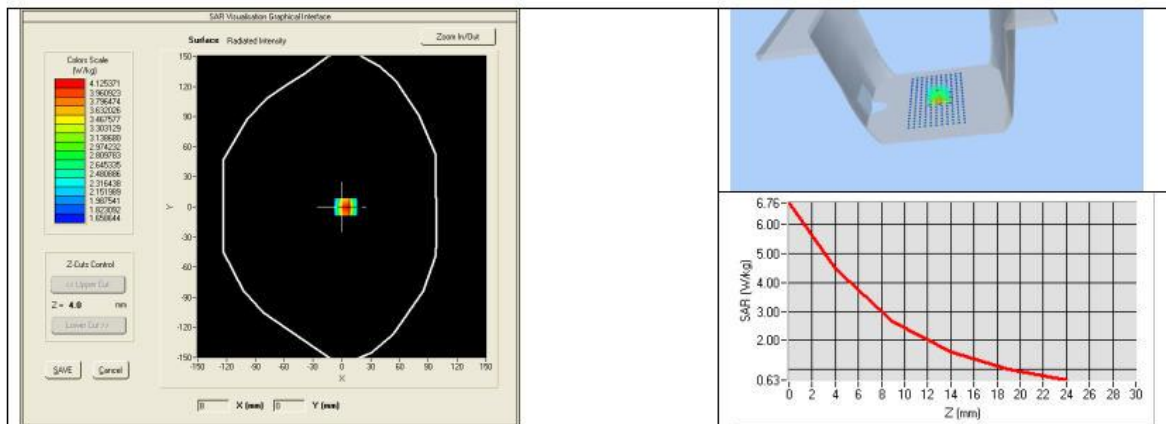 SAR Visualisation Graphical Interface
Surface Radiated Intensity
Zoom In/Out
Colors Scale
(W/kg)
4.125371
3.960923
3.796474
3.632026
3.467577
3.303129
3.138680
2.974232
2.809783
2.645335
2.480886
2.316438
2.151989
1.987541
1.823092
1.658644
150
120
90
60
30
0
-30
-60
-90
-120
-150
Y
-150 -120 -90 -60 -30 0 30 60 90 120 150
X
Z-Cuts Control
<< Upper Cut
Z = 4.0 mm
Lower Cut >>
SAVE Cancel
8 X (mm) 0 Y (mm)
SAR (W/kg)
6.76
6.00
5.00
4.00
3.00
2.00
0.63
0 2 4 6 8 10 12 14 16 18 20 22 24 26 28 30
Z (mm)